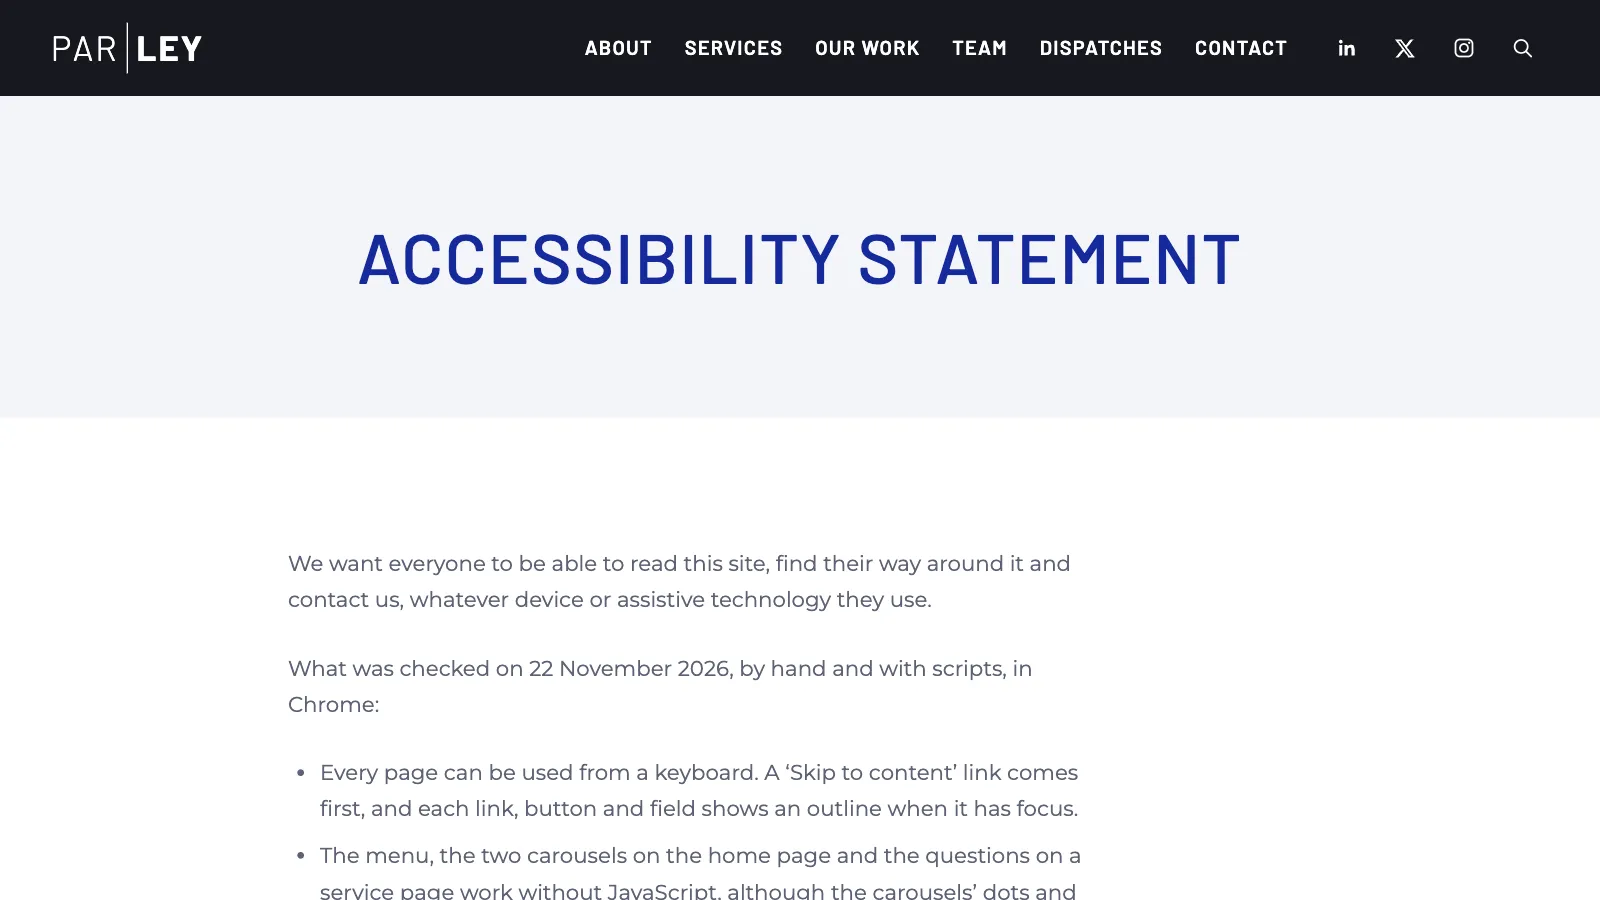 PAR|LEY
ABOUT SERVICES OUR WORK TEAM DISPATCHES CONTACT
ACCESSIBILITY STATEMENT
We want everyone to be able to read this site, find their way around it and
contact us, whatever device or assistive technology they use.
What was checked on 22 November 2026, by hand and with scripts, in
Chrome:
• Every page can be used from a keyboard. A ‘Skip to content’ link comes
first, and each link, button and field shows an outline when it has focus.
• The menu, the two carousels on the home page and the questions on a
service page work without JavaScript, although the carousels’ dots and